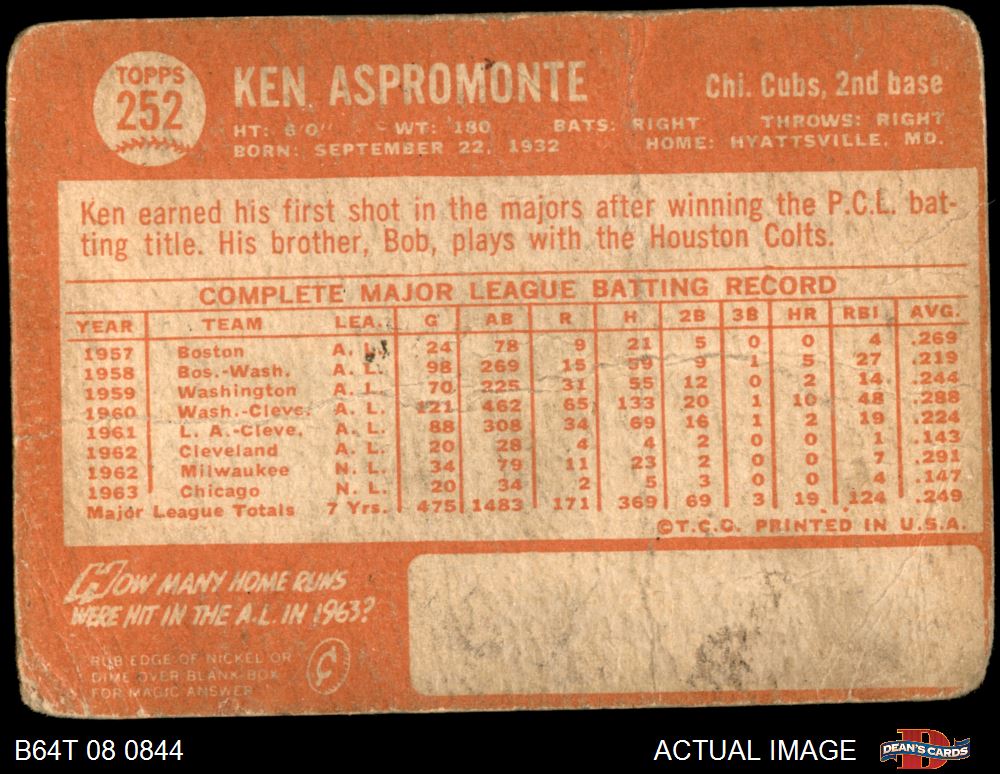 TOPPS
252
KEN ASPROMONTE
Chi. Cubs, 2nd base
HT: 6'0" WT: 180 BATS: RIGHT THROWS: RIGHT
BORN: SEPTEMBER 22, 1932 HOME: HYATTSVILLE, MD.
Ken earned his first shot in the majors after winning the P.C.L. bat-
ting title. His brother, Bob, plays with the Houston Colts.
COMPLETE MAJOR LEAGUE BATTING RECORD
YEAR TEAM LEA. G AB R H 2B 3B HR RBI AVG.
1957 Boston A. L. 24 78 9 21 5 0 0 4 .269
1958 Bos.-Wash. A. L. 98 269 15 59 9 1 5 27 .219
1959 Washington A. L. 70 225 31 55 12 0 2 14 .244
1960 Wash.-Cleve. A. L. 121 462 65 133 20 1 10 48 .288
1961 L. A.-Cleve. A. L. 88 308 34 69 16 1 2 19 .224
1962 Cleveland A. L. 20 28 4 4 2 0 0 1 .143
1962 Milwaukee N. L. 34 79 11 23 2 0 0 7 .291
1963 Chicago N. L. 20 34 2 5 3 0 0 4 .147
Major League Totals 7 Yrs. 475 1483 171 369 69 3 19 124 .249
©T.C.G. PRINTED IN U.S.A.
HOW MANY HOME RUNS
WERE HIT IN THE A.L. IN 1963?
RUB EDGE OF NICKEL OR
DIME OVER BLANK BOX
FOR MAGIC ANSWER
¢
B64T 08 0844
ACTUAL IMAGE
D
DEAN'S CARDS